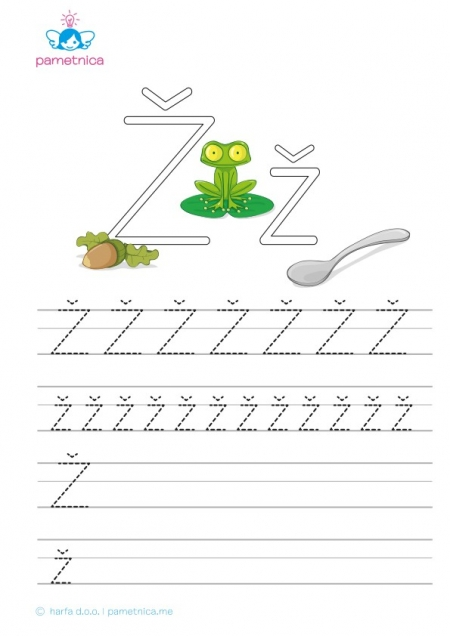 pametnica
Ž ž
Ž Ž Ž Ž Ž Ž Ž
ž ž ž ž ž ž ž ž ž ž ž ž
Ž
ž
© harfa d.o.o. | pametnica.me